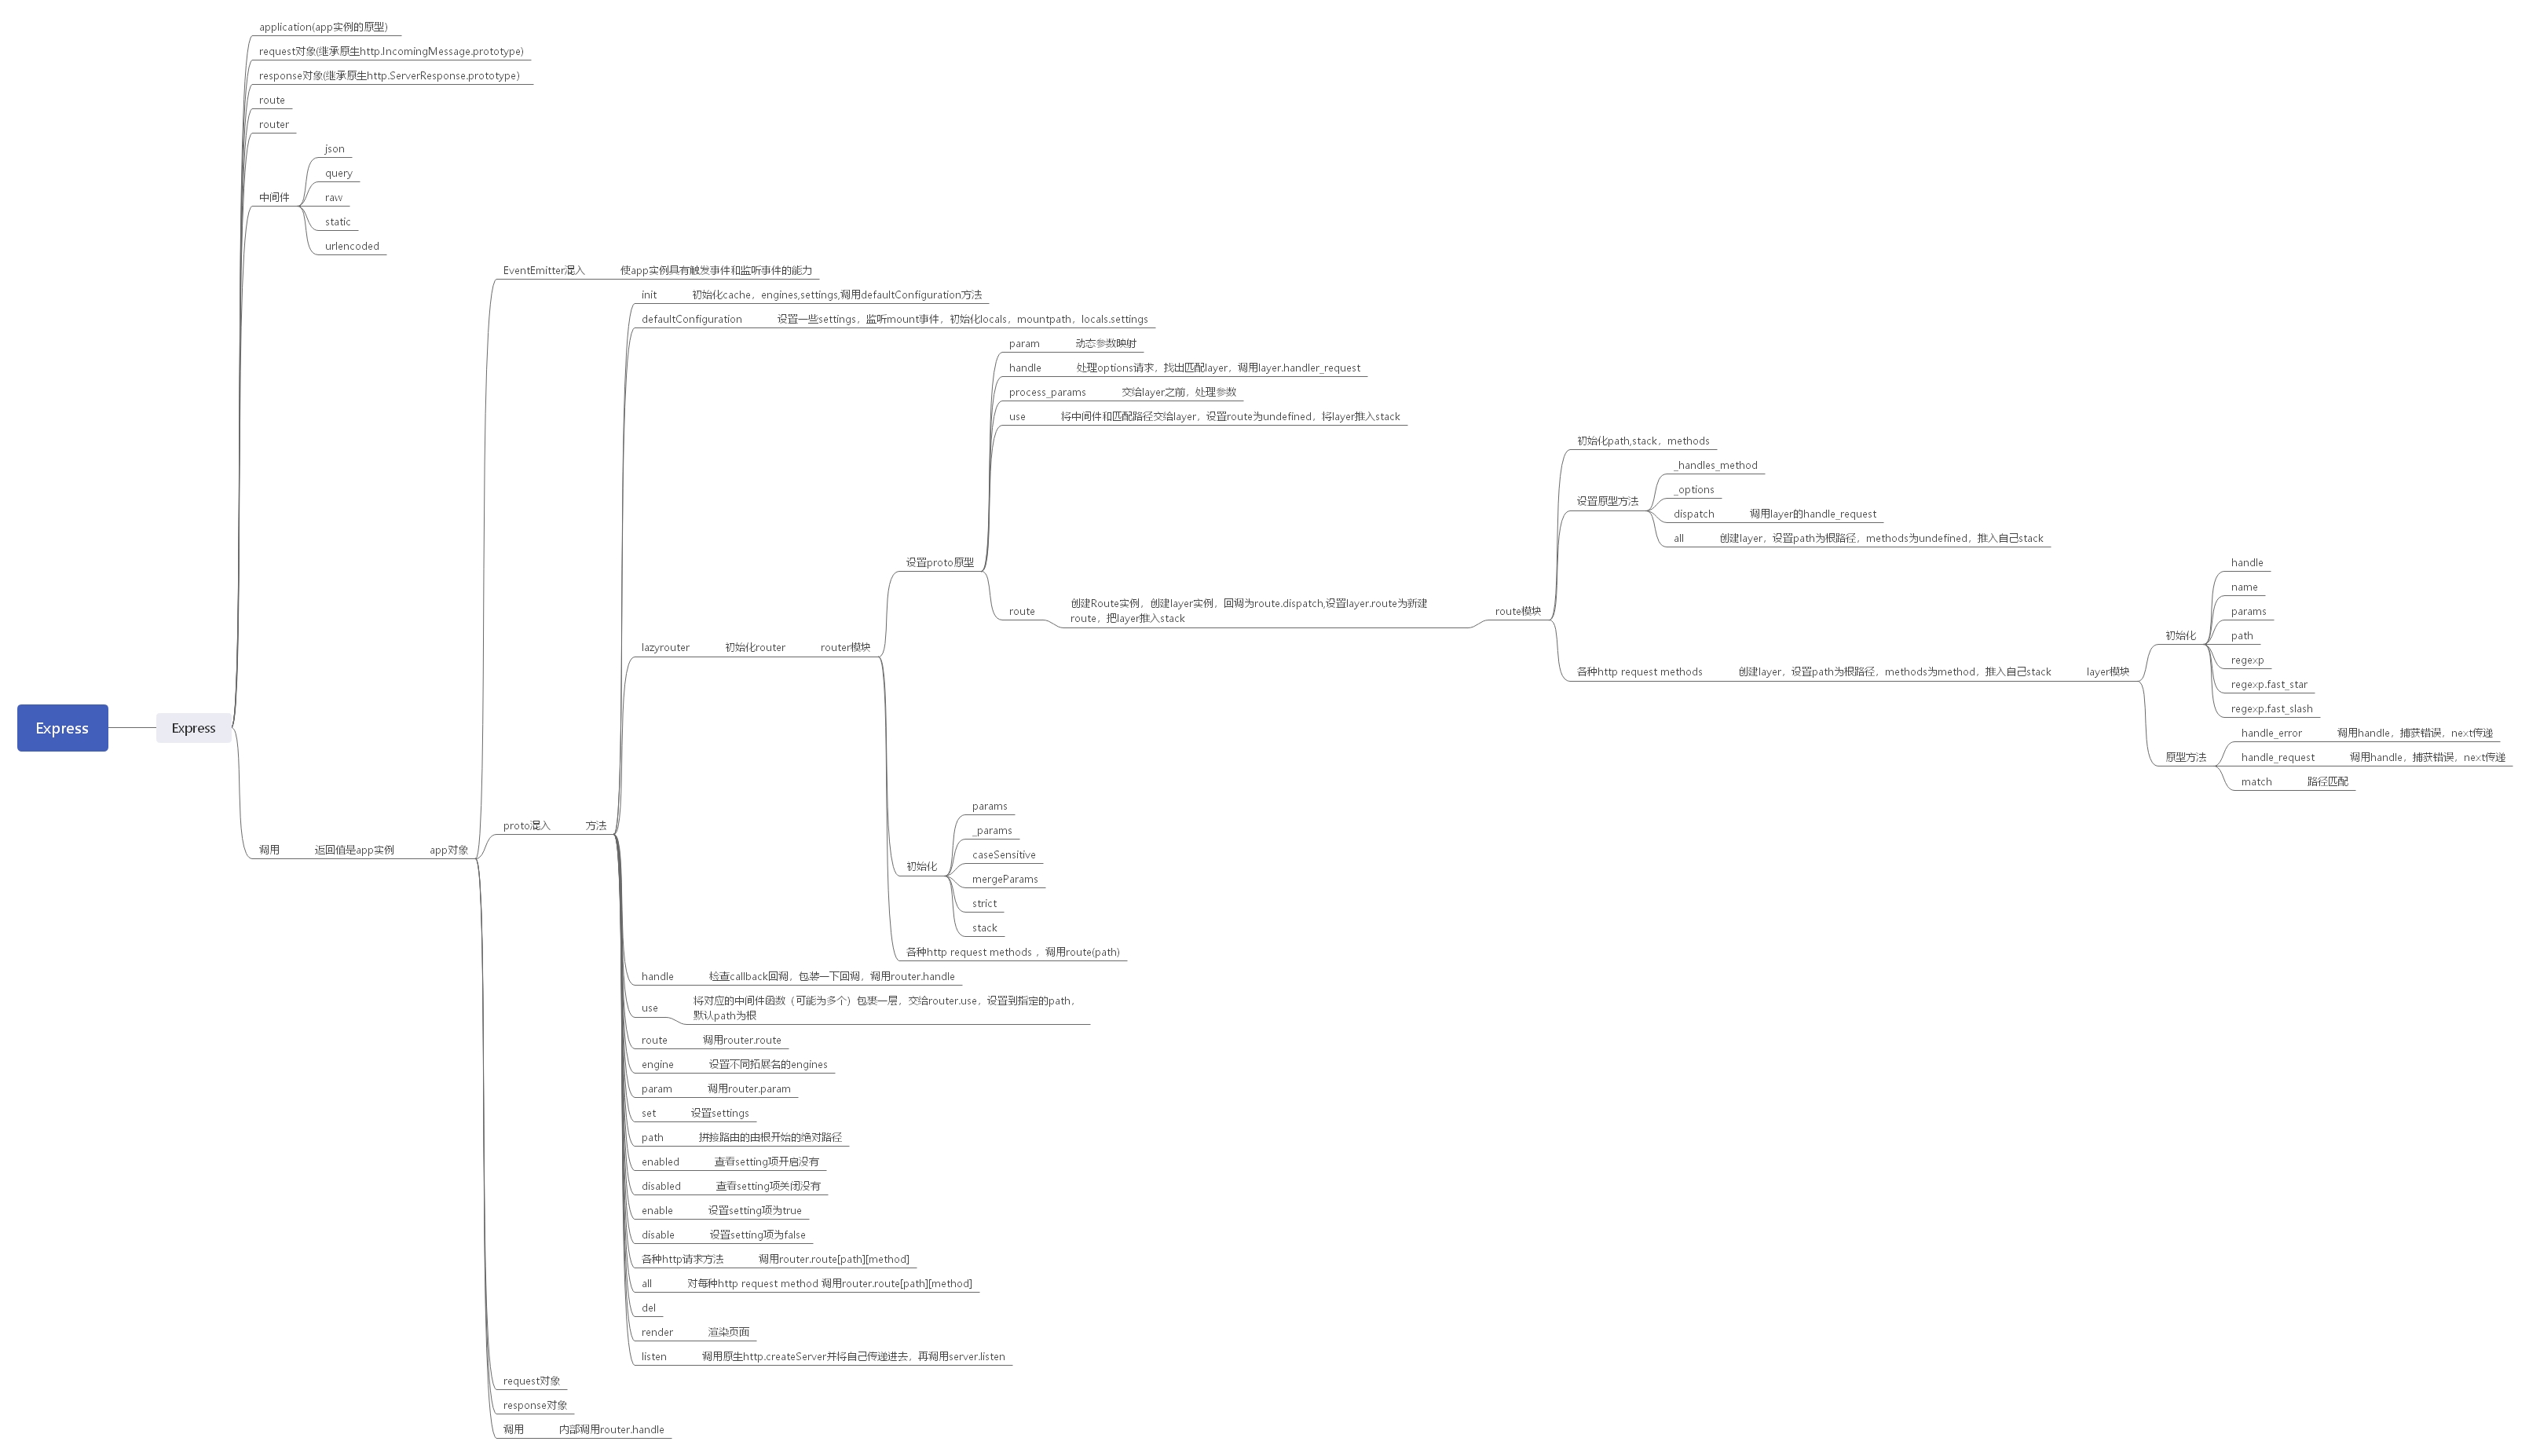 application(app实例的原型)
request对象(继承原生http.IncomingMessage.prototype)
response对象(继承原生http.ServerResponse.prototype)
route
router
json
query
中间件
raw
static
urlencoded
EventEmitter混入 使app实例具有触发事件和监听事件的能力
init 初始化cache，engines,settings,调用defaultConfiguration方法
defaultConfiguration 设置一些settings，监听mount事件，初始化locals，mountpath，locals.settings
param 动态参数映射
handle 处理options请求，找出匹配layer，调用layer.handler_request
process_params 交给layer之前，处理参数
use 将中间件和匹配路径交给layer，设置route为undefined，将layer推入stack
初始化path,stack，methods
_handles_method
_options
设置原型方法
dispatch 调用layer的handle_request
all 创建layer，设置path为根路径，methods为undefined，推入自己stack
设置proto原型
route
创建Route实例，创建layer实例，回调为route.dispatch,设置layer.route为新建
route，把layer推入stack
route模块
handle
name
params
初始化
path
regexp
regexp.fast_star
regexp.fast_slash
lazyrouter 初始化router router模块
各种http request methods 创建layer，设置path为根路径，methods为method，推入自己stack layer模块
handle_error 调用handle，捕获错误，next传递
原型方法
handle_request 调用handle，捕获错误，next传递
match 路径匹配
Express
Express
params
_params
proto混入 方法
调用 返回值是app实例 app对象
caseSensitive
初始化
mergeParams
strict
stack
各种http request methods ，调用route(path)
handle 检查callback回调，包装一下回调，调用router.handle
use
将对应的中间件函数（可能为多个）包裹一层，交给router.use，设置到指定的path，
默认path为根
route 调用router.route
engine 设置不同拓展名的engines
param 调用router.param
set 设置settings
path 拼接路由的由根开始的绝对路径
enabled 查看setting项开启没有
disabled 查看setting项关闭没有
enable 设置setting项为true
disable 设置setting项为false
各种http请求方法 调用router.route[path][method]
all 对每种http request method 调用router.route[path][method]
del
render 渲染页面
listen 调用原生http.createServer并将自己传递进去，再调用server.listen
request对象
response对象
调用 内部调用router.handle